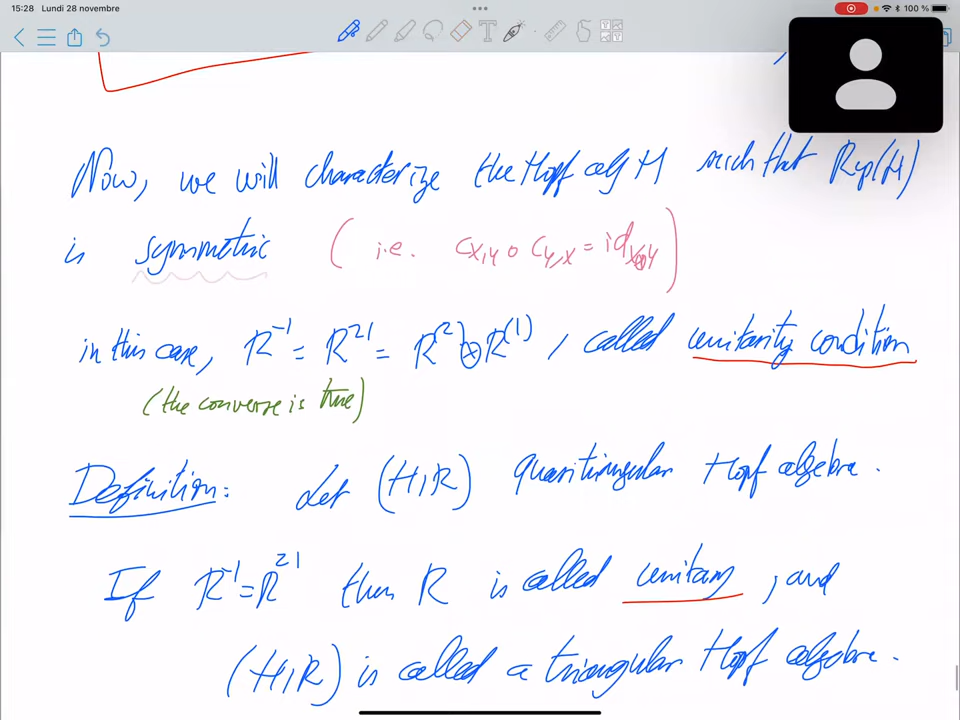 15:28 Lundi 28 novembre
100 %
Now, we will characterize the Hopf alg H such that Rep(H)
is symmetric ( i.e. C_{X,Y} ∘ C_{Y,X} = id_{X⊗Y} )
in this case, R^{-1} = R^{21} = R^{(2)} ⊗ R^{(1)} , called unitarity condition
(the converse is true)
Definition: Let (H,R) quasitriangular Hopf algebra.
If R^{-1} = R^{21} then R is called unitary , and
(H,R) is called a triangular Hopf algebra.